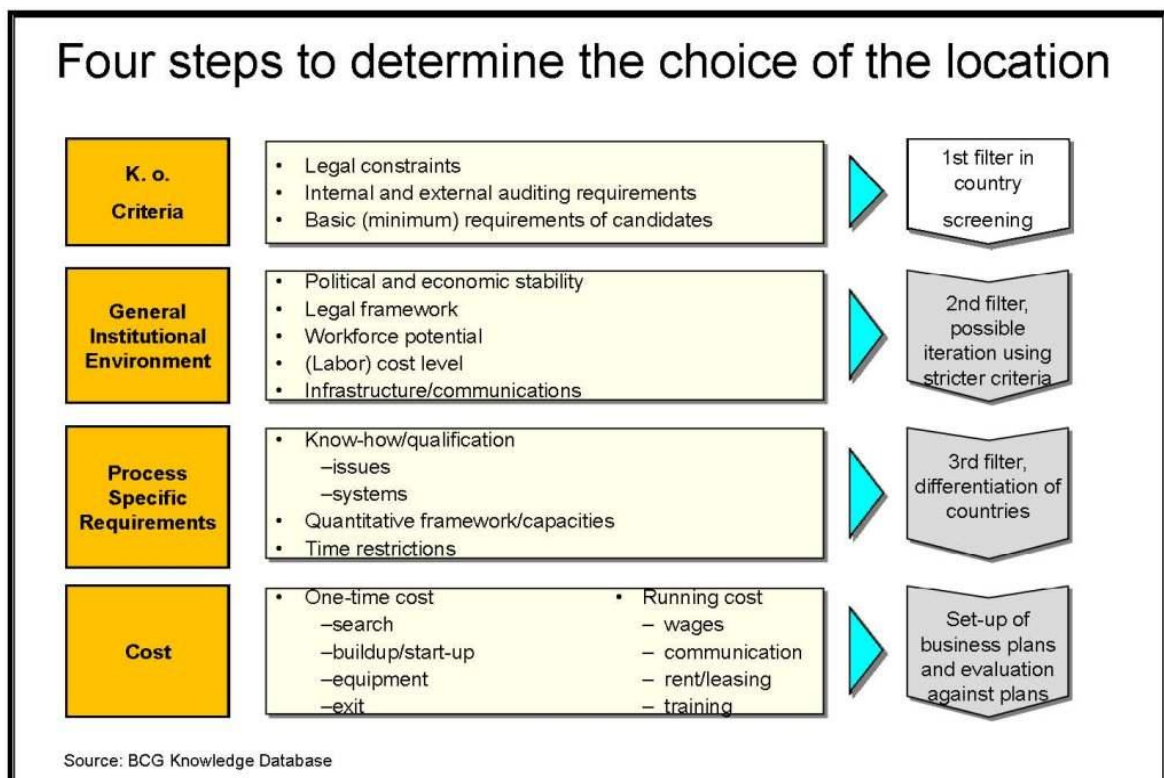 Four steps to determine the choice of the location
K. o.
Criteria
• Legal constraints
• Internal and external auditing requirements
• Basic (minimum) requirements of candidates
1st filter in
country
screening
General
Institutional
Environment
• Political and economic stability
• Legal framework
• Workforce potential
• (Labor) cost level
• Infrastructure/communications
2nd filter,
possible
iteration using
stricter criteria
Process
Specific
Requirements
• Know-how/qualification
–issues
–systems
• Quantitative framework/capacities
• Time restrictions
3rd filter,
differentiation of
countries
Cost
• One-time cost
–search
–buildup/start-up
–equipment
–exit
• Running cost
– wages
– communication
– rent/leasing
– training
Set-up of
business plans
and evaluation
against plans
Source: BCG Knowledge Database